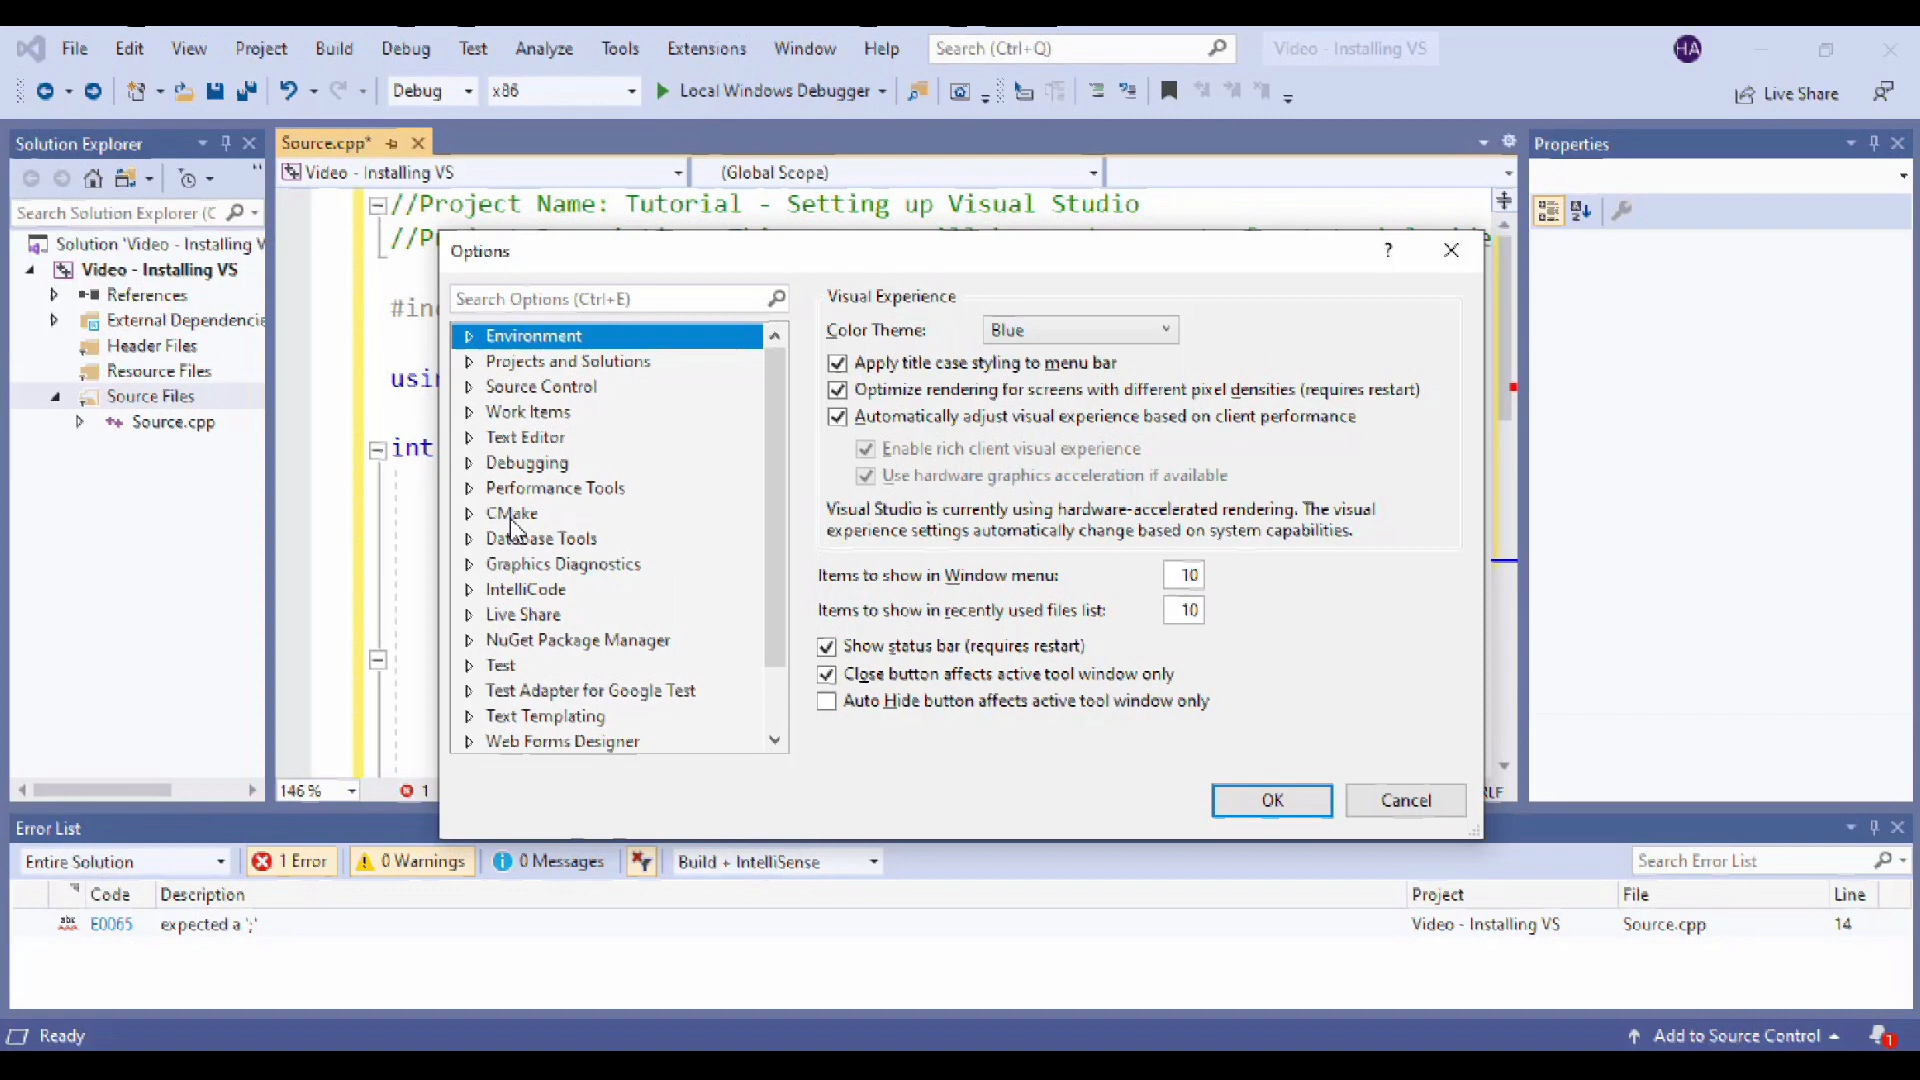 File Edit View Project Build Debug Test Analyze Tools Extensions Window Help Search (Ctrl+Q) Video - Installing VS HA
Debug x86 Local Windows Debugger Live Share
Solution Explorer
Search Solution Explorer (C
Solution 'Video - Installing V
Video - Installing VS
References
External Dependencie
Header Files
Resource Files
Source Files
Source.cpp
Source.cpp*
Video - Installing VS (Global Scope)
//Project Name: Tutorial - Setting up Visual Studio
#inc
usin
int
146 % 1
Properties
Options ?
Search Options (Ctrl+E)
Environment
Projects and Solutions
Source Control
Work Items
Text Editor
Debugging
Performance Tools
CMake
Database Tools
Graphics Diagnostics
IntelliCode
Live Share
NuGet Package Manager
Test
Test Adapter for Google Test
Text Templating
Web Forms Designer
Visual Experience
Color Theme: Blue
Apply title case styling to menu bar
Optimize rendering for screens with different pixel densities (requires restart)
Automatically adjust visual experience based on client performance
Enable rich client visual experience
Use hardware graphics acceleration if available
Visual Studio is currently using hardware-accelerated rendering. The visual
experience settings automatically change based on system capabilities.
Items to show in Window menu: 10
Items to show in recently used files list: 10
Show status bar (requires restart)
Close button affects active tool window only
Auto Hide button affects active tool window only
OK Cancel
Error List
Entire Solution 1 Error 0 Warnings 0 Messages Build + IntelliSense Search Error List
Code Description Project File Line
abc E0065 expected a ';' Video - Installing VS Source.cpp 14
Ready Add to Source Control 1